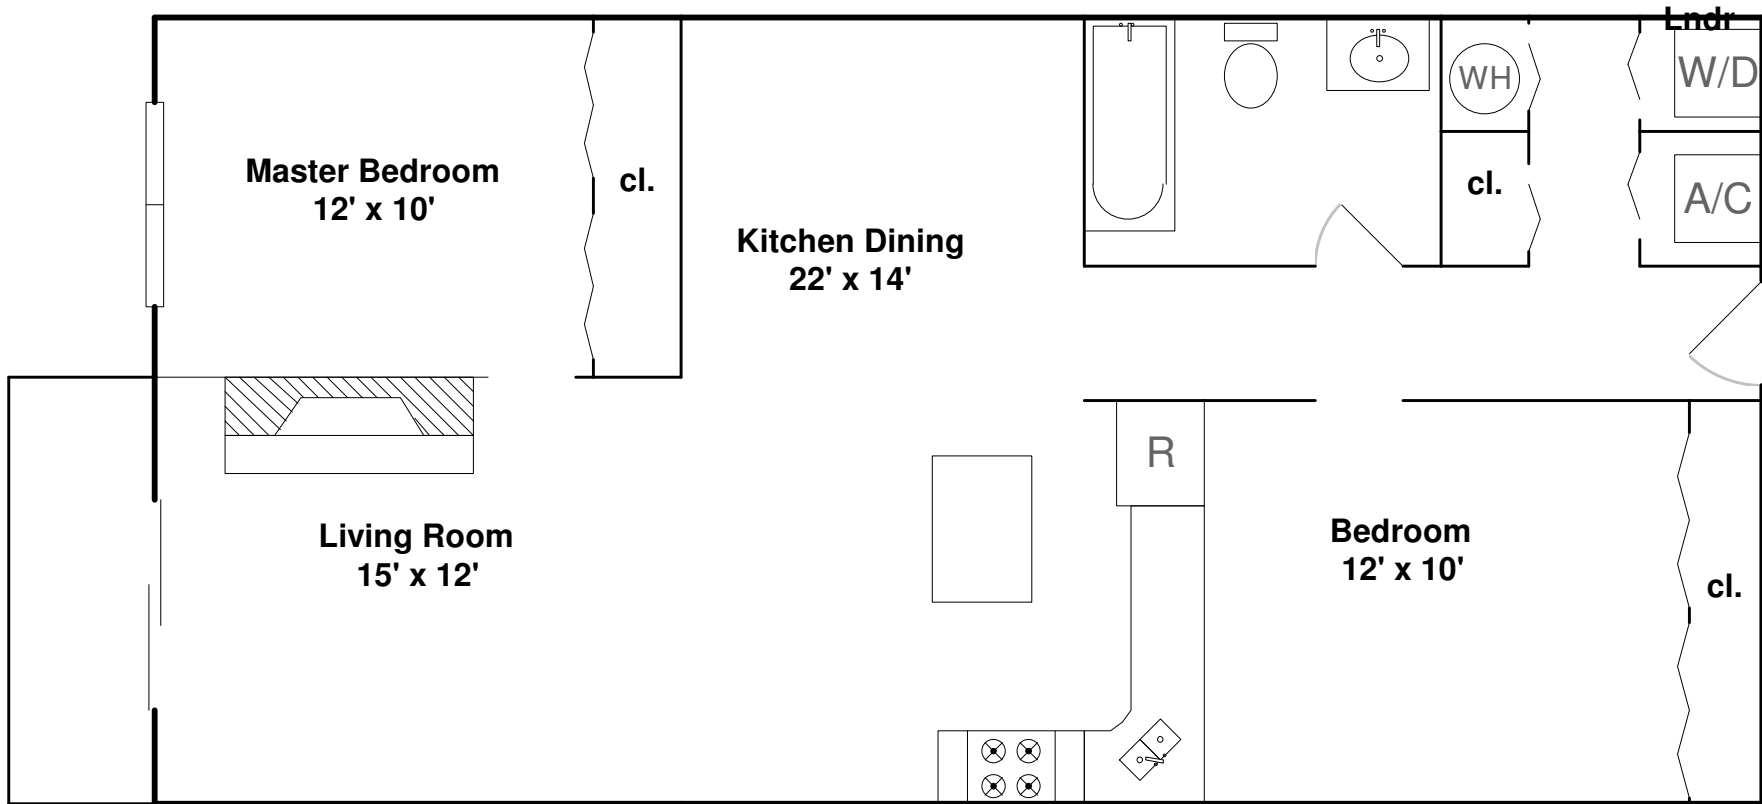 Lndr
W/D
WH
Master Bedroom
12' x 10'
cl.
cl.
A/C
Kitchen Dining
22' x 14'
R
Living Room
15' x 12'
Bedroom
12' x 10'
cl.